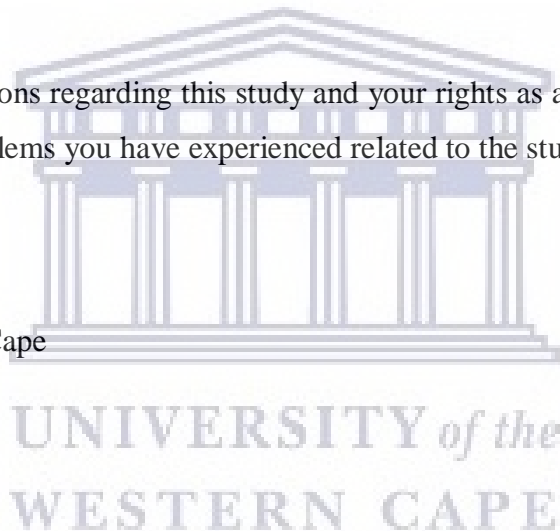 ons regarding this study and your rights as a
lems you have experienced related to the stu
Cape
UNIVERSITY of the
WESTERN CAPE